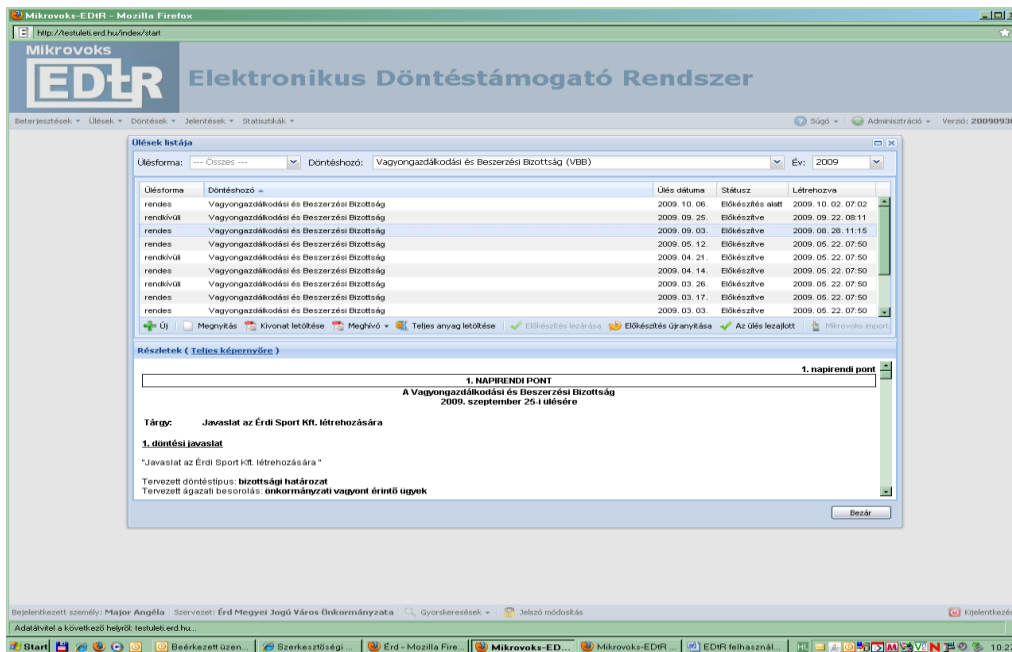 Mikrovoks-EDtR - Mozilla Firefox
http://testuleti.erd.hu/index/start
Mikrovoks
EDtR
Elektronikus Döntéstámogató Rendszer
Beterjesztések Ülések Döntések Jelentések Statisztikák Súgó Adminisztráció Verzió: 2009093
Ülések listája
Ülésforma: --- Összes --- Döntéshozó: Vagyongazdálkodási és Beszerzési Bizottság (VBB) Év: 2009
Ülésforma Döntéshozó Ülés dátuma Státusz Létrehozva
rendes Vagyongazdálkodási és Beszerzési Bizottság 2009. 10. 06. Előkészítés alatt 2009. 10. 02. 07:02
rendkívüli Vagyongazdálkodási és Beszerzési Bizottság 2009. 09. 25. Előkészítve 2009. 09. 22. 08:11
rendes Vagyongazdálkodási és Beszerzési Bizottság 2009. 09. 03. Előkészítve 2009. 08. 28. 11:15
rendes Vagyongazdálkodási és Beszerzési Bizottság 2009. 05. 12. Előkészítve 2009. 05. 22. 07:50
rendkívüli Vagyongazdálkodási és Beszerzési Bizottság 2009. 04. 21. Előkészítve 2009. 05. 22. 07:50
rendes Vagyongazdálkodási és Beszerzési Bizottság 2009. 04. 14. Előkészítve 2009. 05. 22. 07:50
rendkívüli Vagyongazdálkodási és Beszerzési Bizottság 2009. 03. 26. Előkészítve 2009. 05. 22. 07:50
rendes Vagyongazdálkodási és Beszerzési Bizottság 2009. 03. 17. Előkészítve 2009. 05. 22. 07:50
rendes Vagyongazdálkodási és Beszerzési Bizottság 2009. 03. 03. Előkészítve 2009. 05. 22. 07:50
Új Megnyitás Kivonat letöltése Meghívó Teljes anyag letöltése Előkészítés lezárása Előkészítés újranyitása Az ülés lezajlott Mikrovoks import
Részletek ( Teljes képernyőre )
1. napirendi pont
1. NAPIRENDI PONT
A Vagyongazdálkodási és Beszerzési Bizottság
2009. szeptember 25-i ülésére
Tárgy: Javaslat az Érdi Sport Kft. létrehozására
1. döntési javaslat
"Javaslat az Érdi Sport Kft. létrehozására "
Tervezett döntéstípus: bizottsági határozat
Tervezett ágazati besorolás: önkormányzati vagyont érintő ügyek
Bezár
Bejelentkezett személy: Major Angéla Szervezet: Érd Megyei Jogú Város Önkormányzata Gyorskeresések Jelszó módosítás Kijelentkezés
Adatátvitel a következő helyről: testuleti.erd.hu...
Start Beérkezett üzen... Szerkesztőségi ... Érd - Mozilla Fire... Mikrovoks-ED... Mikrovoks-EDtR ... EDtR felhasznál... HU